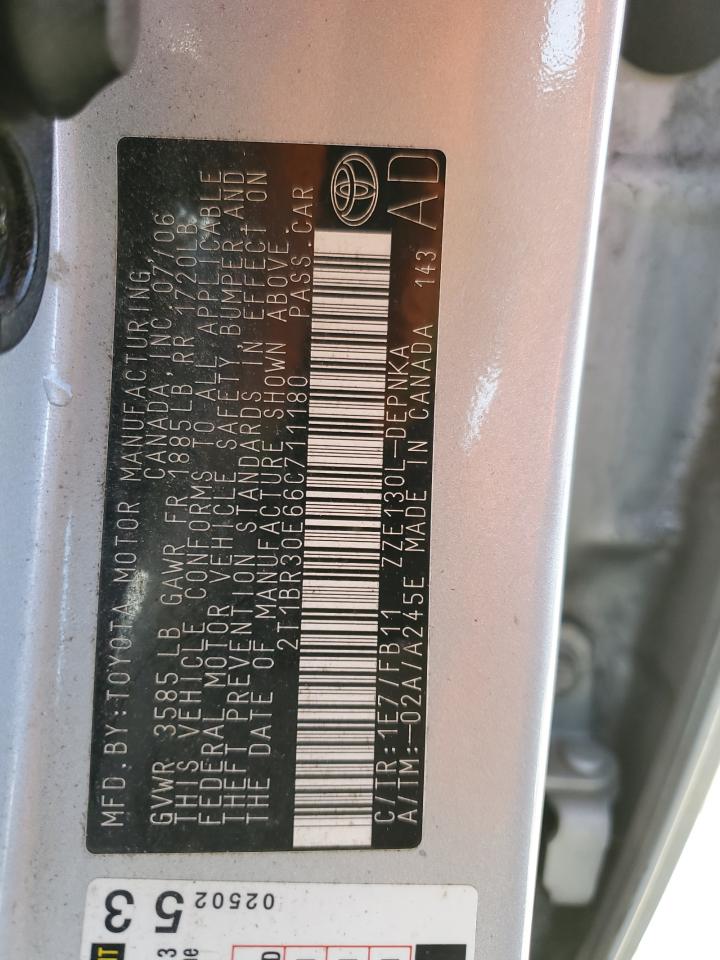 MFD.BY:TOYOTA MOTOR MANUFACTURING
CANADA,INC.07/06
GVWR 3585LB GAWR FR 1885LB RR 1720LB
THIS VEHICLE CONFORMS TO ALL APPLICABLE
FEDERAL MOTOR VEHICLE SAFETY BUMPER AND
THEFT PREVENTION STANDARDS IN EFFECT ON
THE DATE OF MANUFACTURE SHOWN ABOVE.
2T1BR30E66C711180 PASS.CAR
C/TR:1E7/FB11 ZZE130L-DEPNKA
A/TM:-02A/A245E MADE IN CANADA 143
AD
3 5 02502